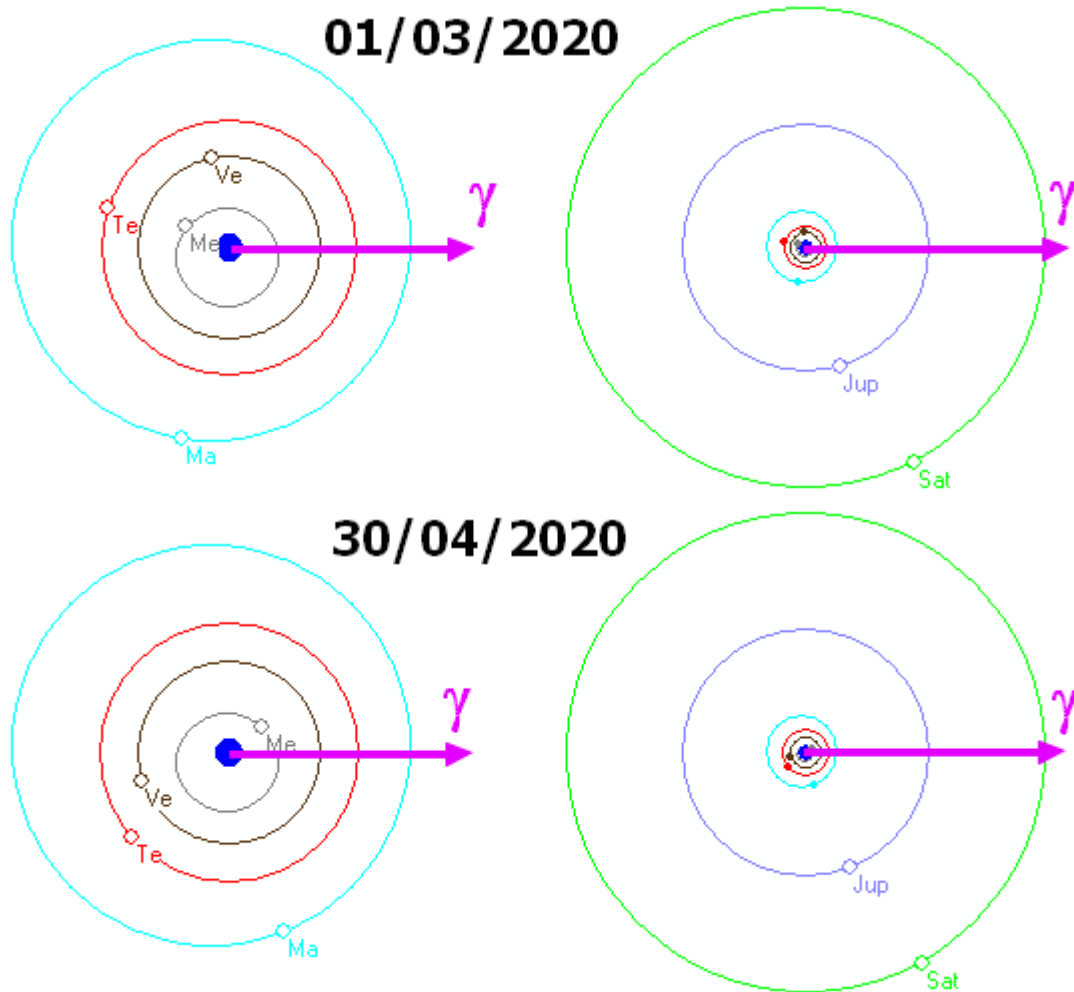 01/03/2020
γ
γ
Ve
Te
Me
Jup
Ma
Sat
30/04/2020
γ
γ
Me
Ve
Te
Jup
Ma
Sat